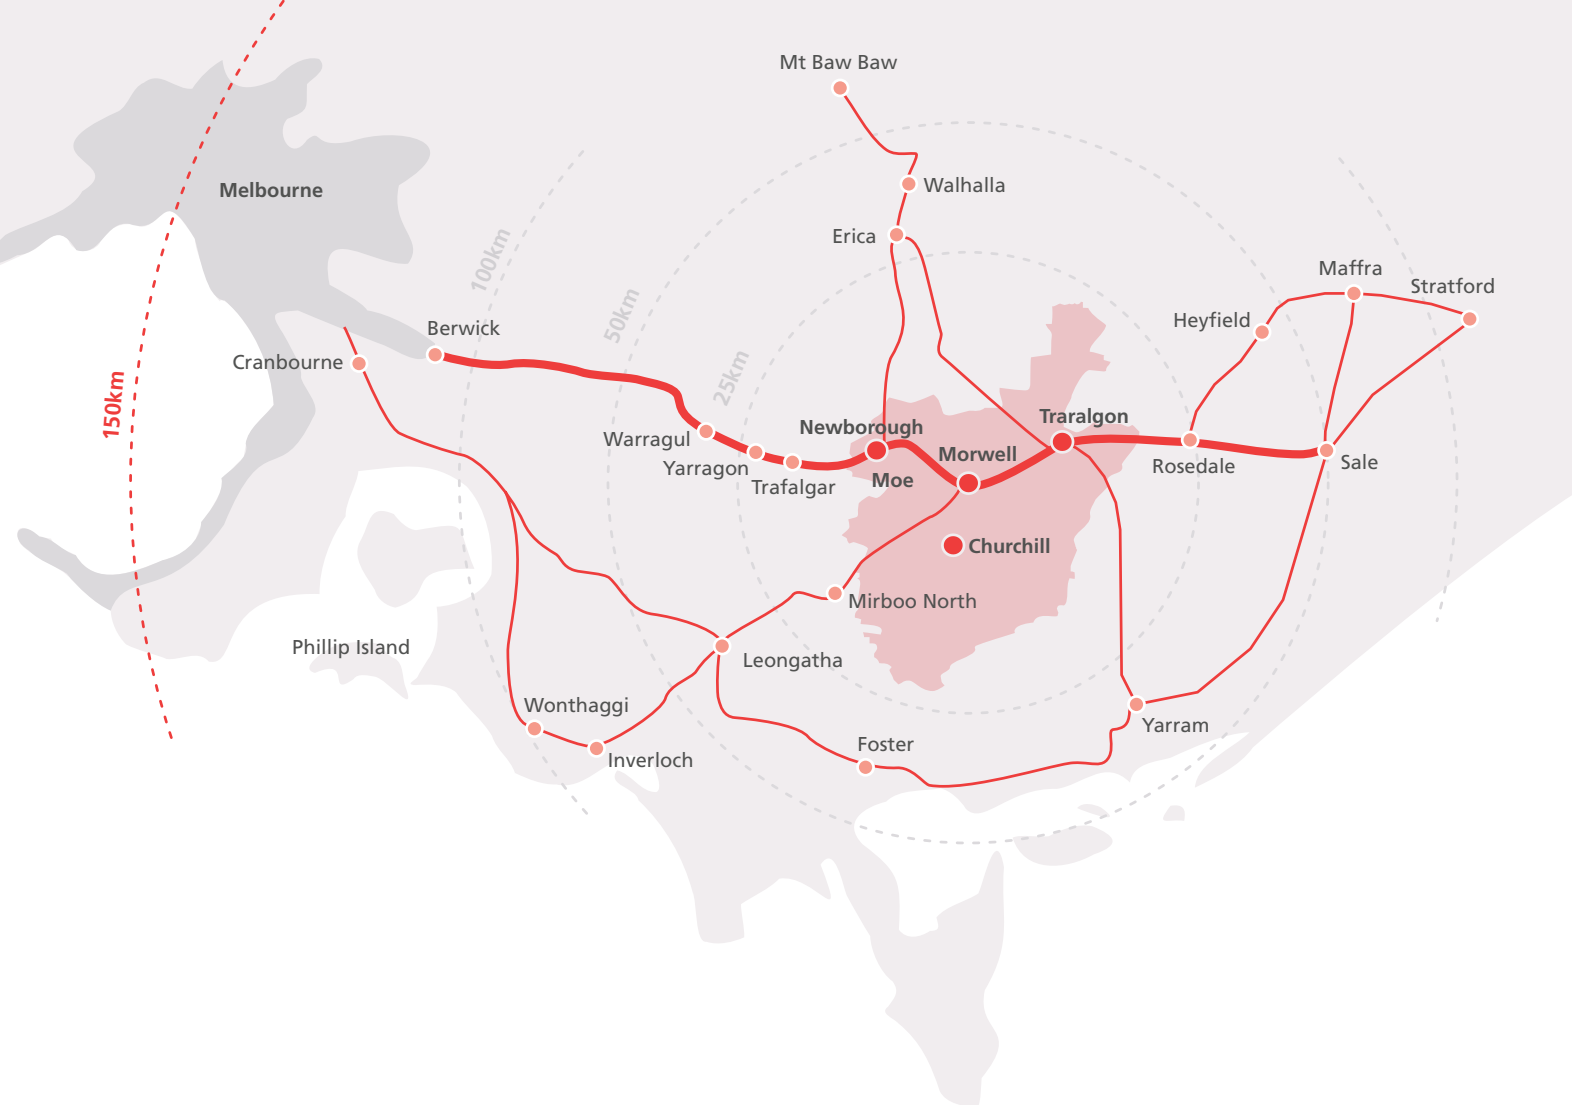 Mt Baw Baw
Melbourne
Walhalla
Erica
100km
Maffra
Stratford
50km
Heyfield
Berwick
Cranbourne
25km
150km
Traralgon
Newborough
Warragul
Morwell
Yarragon
Rosedale
Sale
Moe
Trafalgar
Churchill
Mirboo North
Phillip Island
Leongatha
Wonthaggi
Yarram
Foster
Inverloch